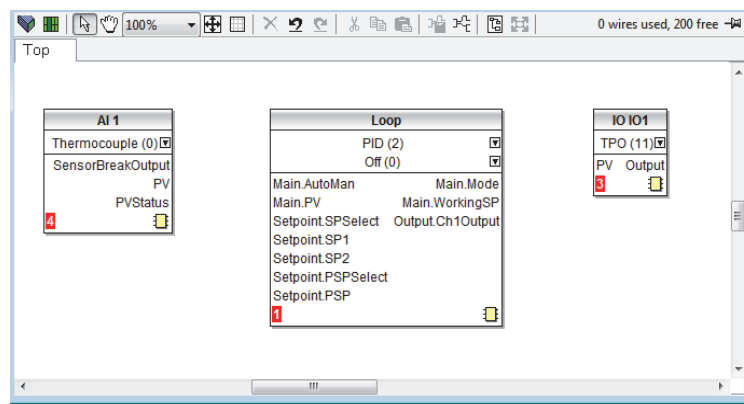 100%
0 wires used, 200 free
Top
AI 1
Thermocouple (0)
SensorBreakOutput
PV
PVStatus
4
Loop
PID (2)
Off (0)
Main.AutoMan Main.Mode
Main.PV Main.WorkingSP
Setpoint.SPSelect Output.Ch1Output
Setpoint.SP1
Setpoint.SP2
Setpoint.PSPSelect
Setpoint.PSP
1
IO IO1
TPO (11)
PV Output
3